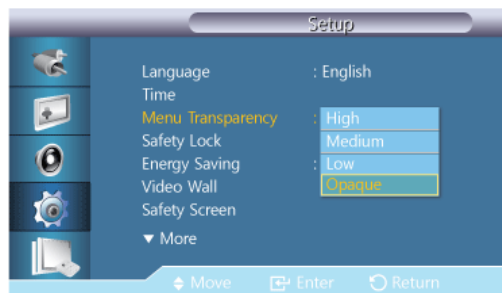 Setup
Language : English
Time
Menu Transparency : High
Medium
Safety Lock
Energy Saving : Low
Opaque
Video Wall
Safety Screen
▼ More
Move Enter Return